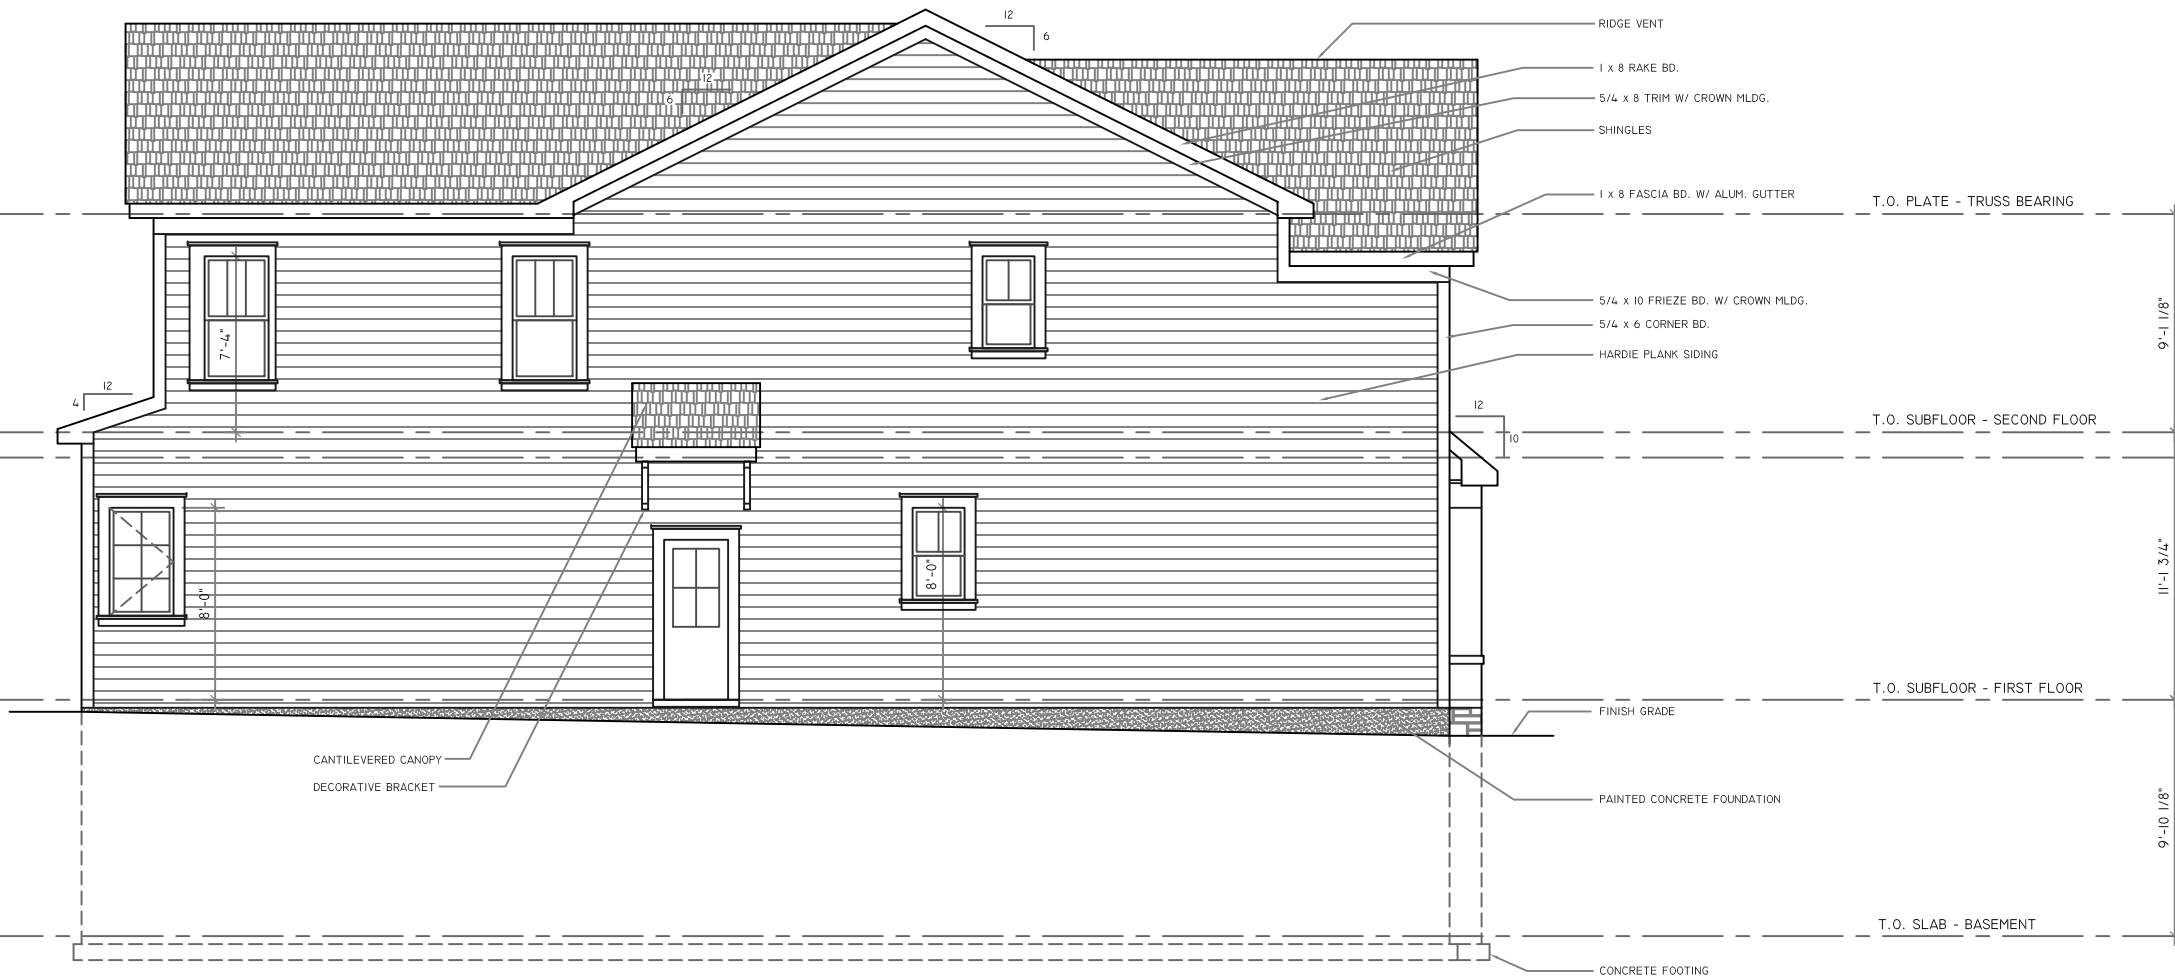 12
6
RIDGE VENT
1 x 8 RAKE BD.
12
6
5/4 x 8 TRIM W/ CROWN MLDG.
SHINGLES
1 x 8 FASCIA BD. W/ ALUM. GUTTER
T.O. PLATE - TRUSS BEARING
5/4 x 10 FRIEZE BD. W/ CROWN MLDG.
9'-1 1/8"
5/4 x 6 CORNER BD.
7'-4"
HARDIE PLANK SIDING
12
4
12
10
T.O. SUBFLOOR - SECOND FLOOR
11'-1 3/4"
8'-0"
8'-0"
T.O. SUBFLOOR - FIRST FLOOR
FINISH GRADE
CANTILEVERED CANOPY
DECORATIVE BRACKET
PAINTED CONCRETE FOUNDATION
9'-10 1/8"
T.O. SLAB - BASEMENT
CONCRETE FOOTING